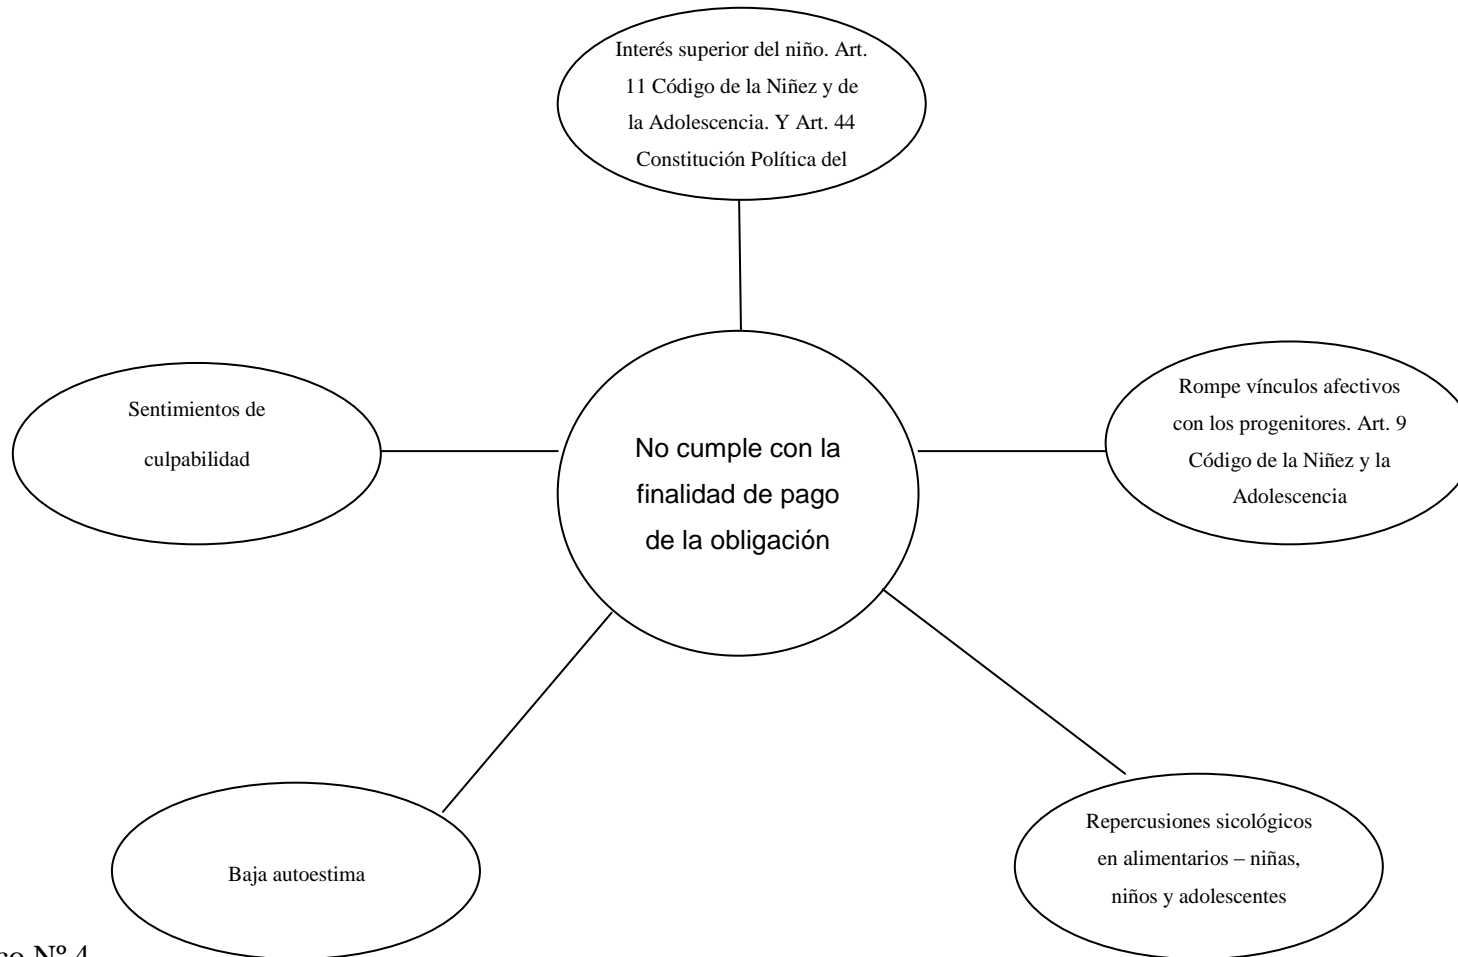 Interés superior del niño. Art.
11 Código de la Niñez y de
la Adolescencia. Y Art. 44
Constitución Política del
Rompe vínculos afectivos
con los progenitores. Art. 9
Código de la Niñez y la
Adolescencia
Sentimientos de
culpabilidad
No cumple con la
finalidad de pago
de la obligación
Repercusiones sicológicos
en alimentarios – niñas,
niños y adolescentes
Baja autoestima
Nº 4